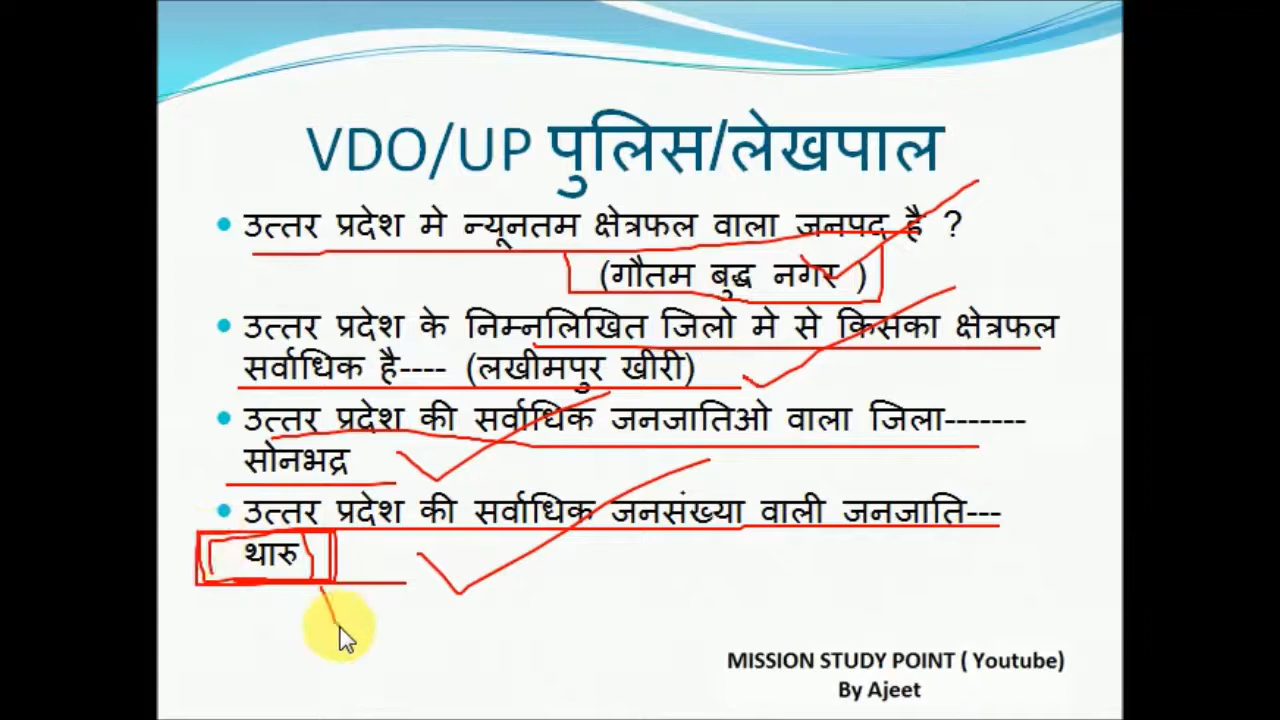 VDO/UP पुलिस/लेखपाल
उत्तर प्रदेश मे न्यूनतम क्षेत्रफल वाला जनपद है ?
(गौतम बुद्ध नगर )
उत्तर प्रदेश के निम्नलिखित जिलो मे से किसका क्षेत्रफल
सर्वाधिक है---- (लखीमपुर खीरी)
उत्तर प्रदेश की सर्वाधिक जनजातिओ वाला जिला-------
सोनभद्र
उत्तर प्रदेश की सर्वाधिक जनसंख्या वाली जनजाति---
थारु
MISSION STUDY POINT ( Youtube)
By Ajeet